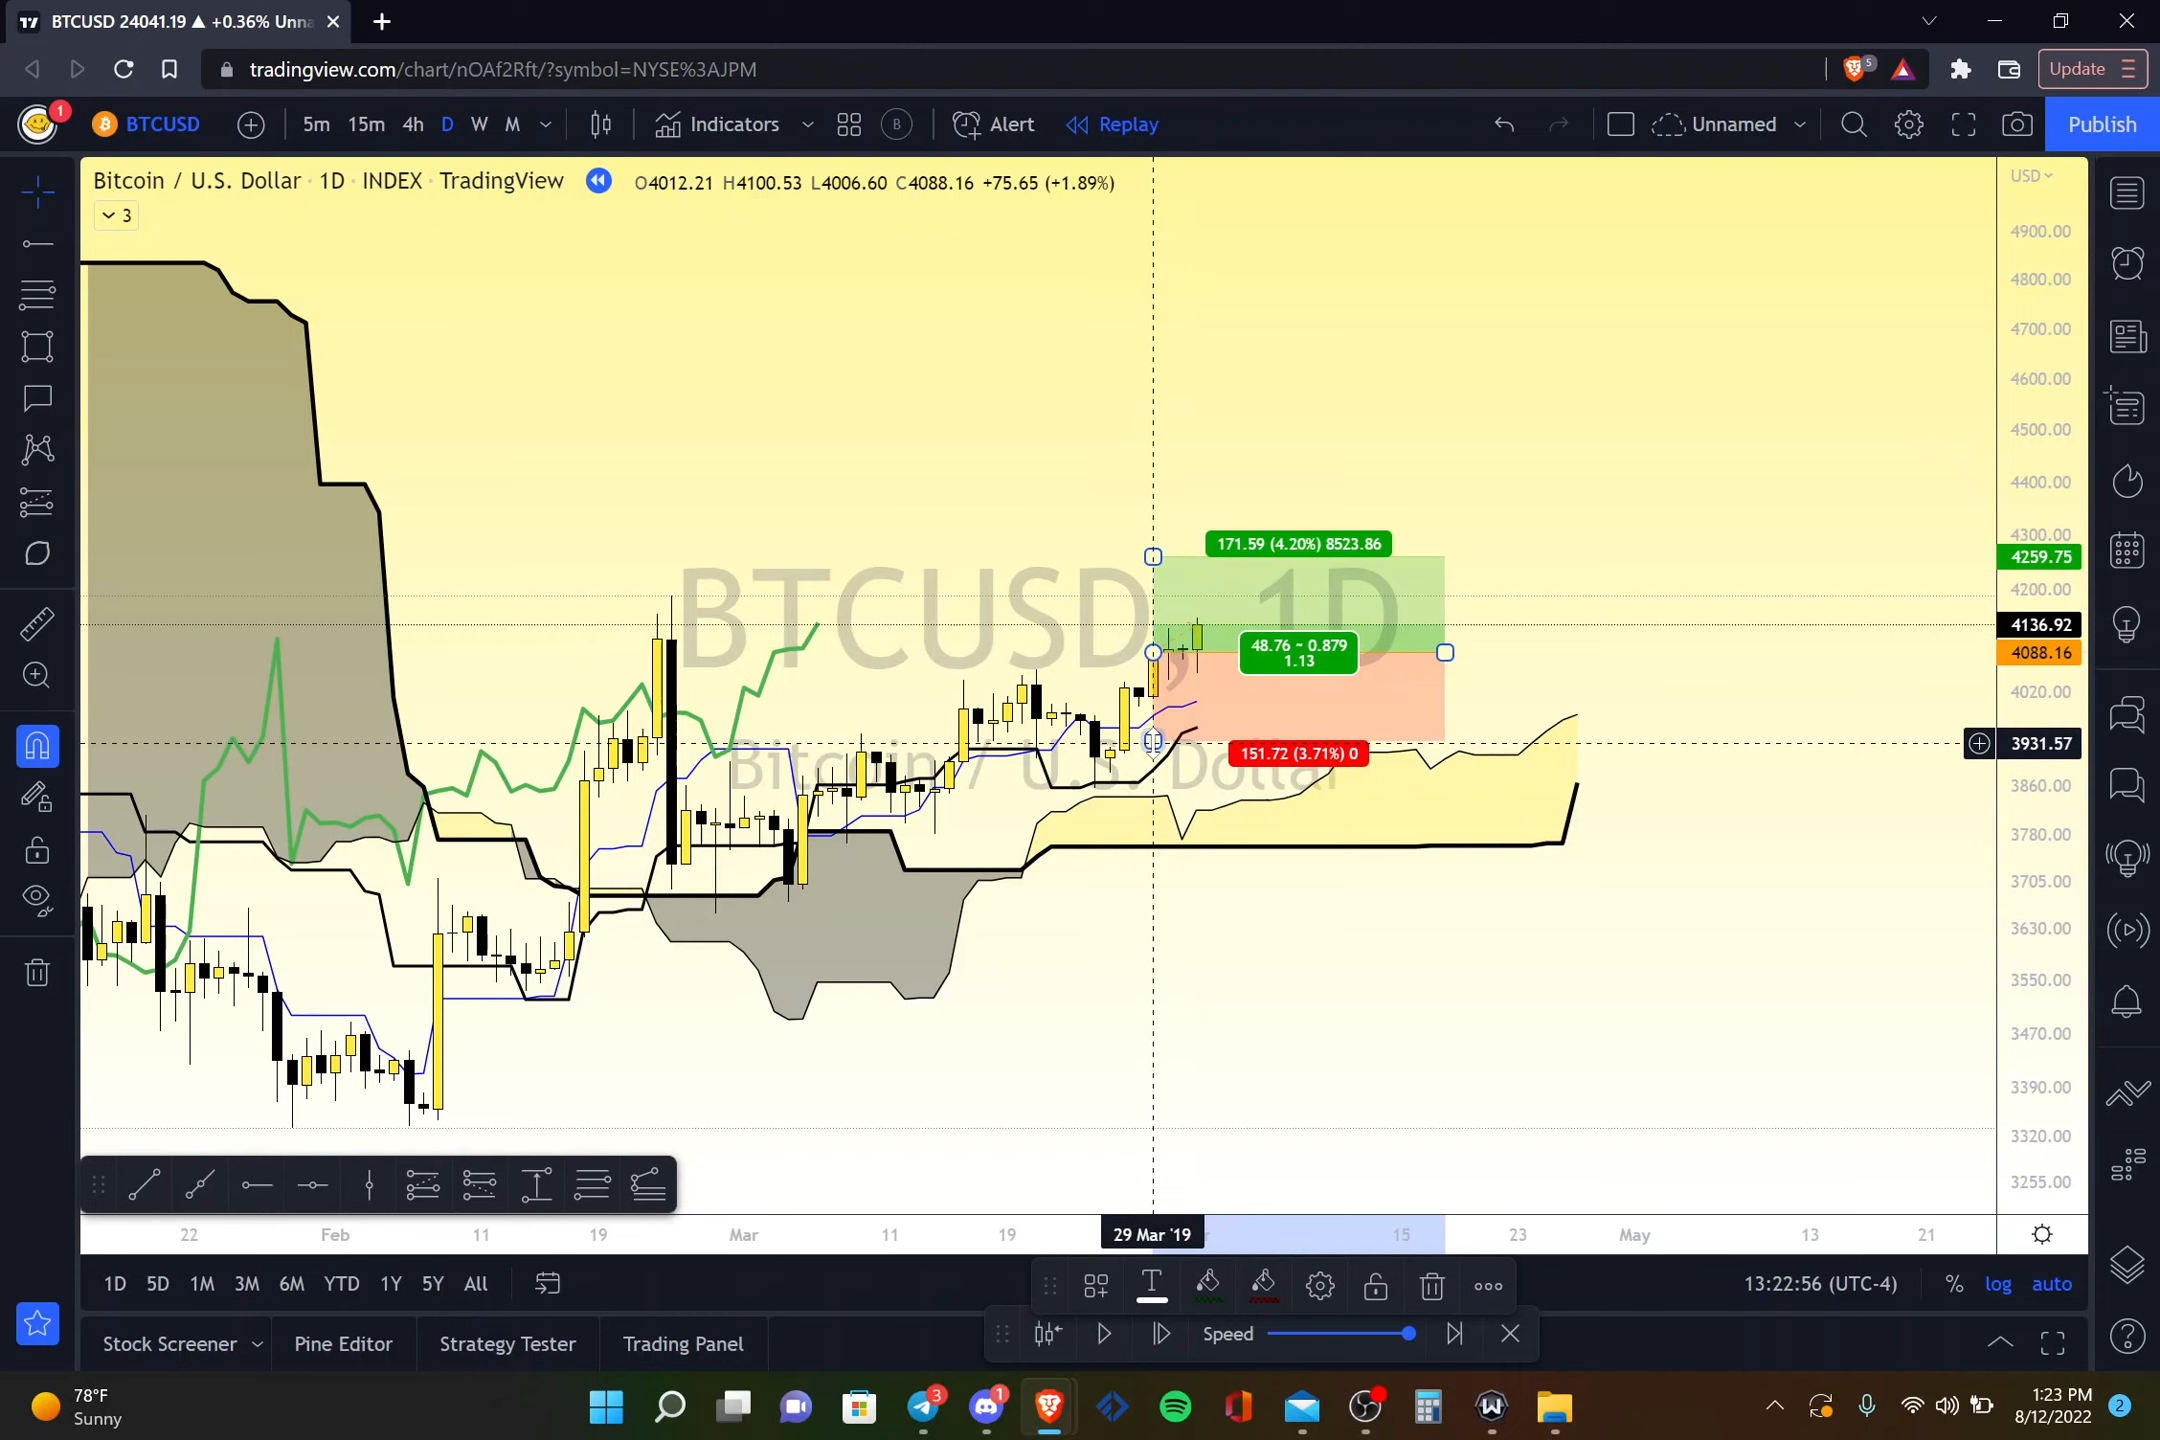 BTCUSD 24041.19 ▲ +0.36% Unna
tradingview.com/chart/nOAf2Rft/?symbol=NYSE%3AJPM
5
Update
1
BTCUSD
5m 15m 4h D W M
Indicators
B
Alert
Replay
Unnamed
Publish
Bitcoin / U.S. Dollar · 1D · INDEX · TradingView
O4012.21 H4100.53 L4006.60 C4088.16 +75.65 (+1.89%)
3
USD
4900.00
4800.00
4700.00
4600.00
4500.00
4400.00
4300.00
4259.75
4200.00
4136.92
4088.16
4020.00
3931.57
3860.00
3780.00
3705.00
3630.00
3550.00
3470.00
3390.00
3320.00
3255.00
BTCUSD, 1D
Bitcoin / U.S. Dollar
171.59 (4.20%) 8523.86
48.76 ~ 0.879
1.13
151.72 (3.71%) 0
22 Feb 11 19 Mar 11 19 29 Mar '19 15 23 May 13 21
1D 5D 1M 3M 6M YTD 1Y 5Y All
T
13:22:56 (UTC-4) % log auto
Stock Screener Pine Editor Strategy Tester Trading Panel
Speed
78°F
Sunny
3
1
1:23 PM
8/12/2022
2